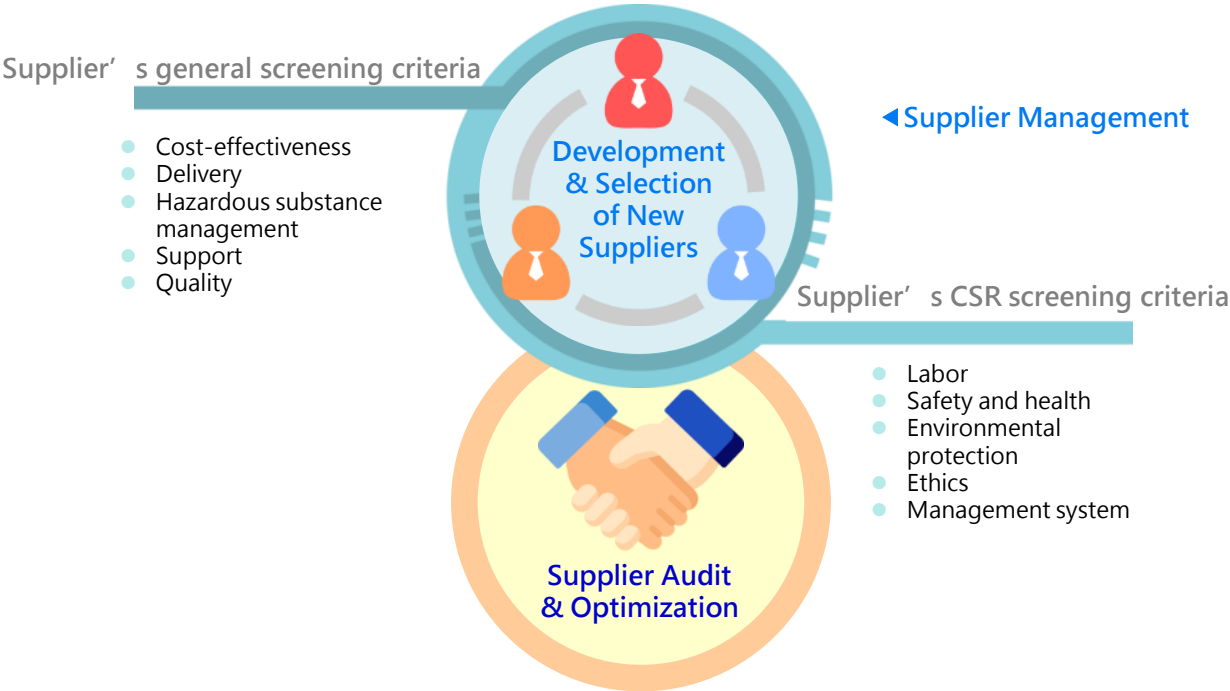 Supplier’s general screening criteria
Cost-effectiveness
Delivery
Hazardous substance
management
Support
Quality
Development
& Selection
of New
Suppliers
◀Supplier Management
Supplier’s CSR screening criteria
Labor
Safety and health
Environmental
protection
Ethics
Management system
Supplier Audit
& Optimization